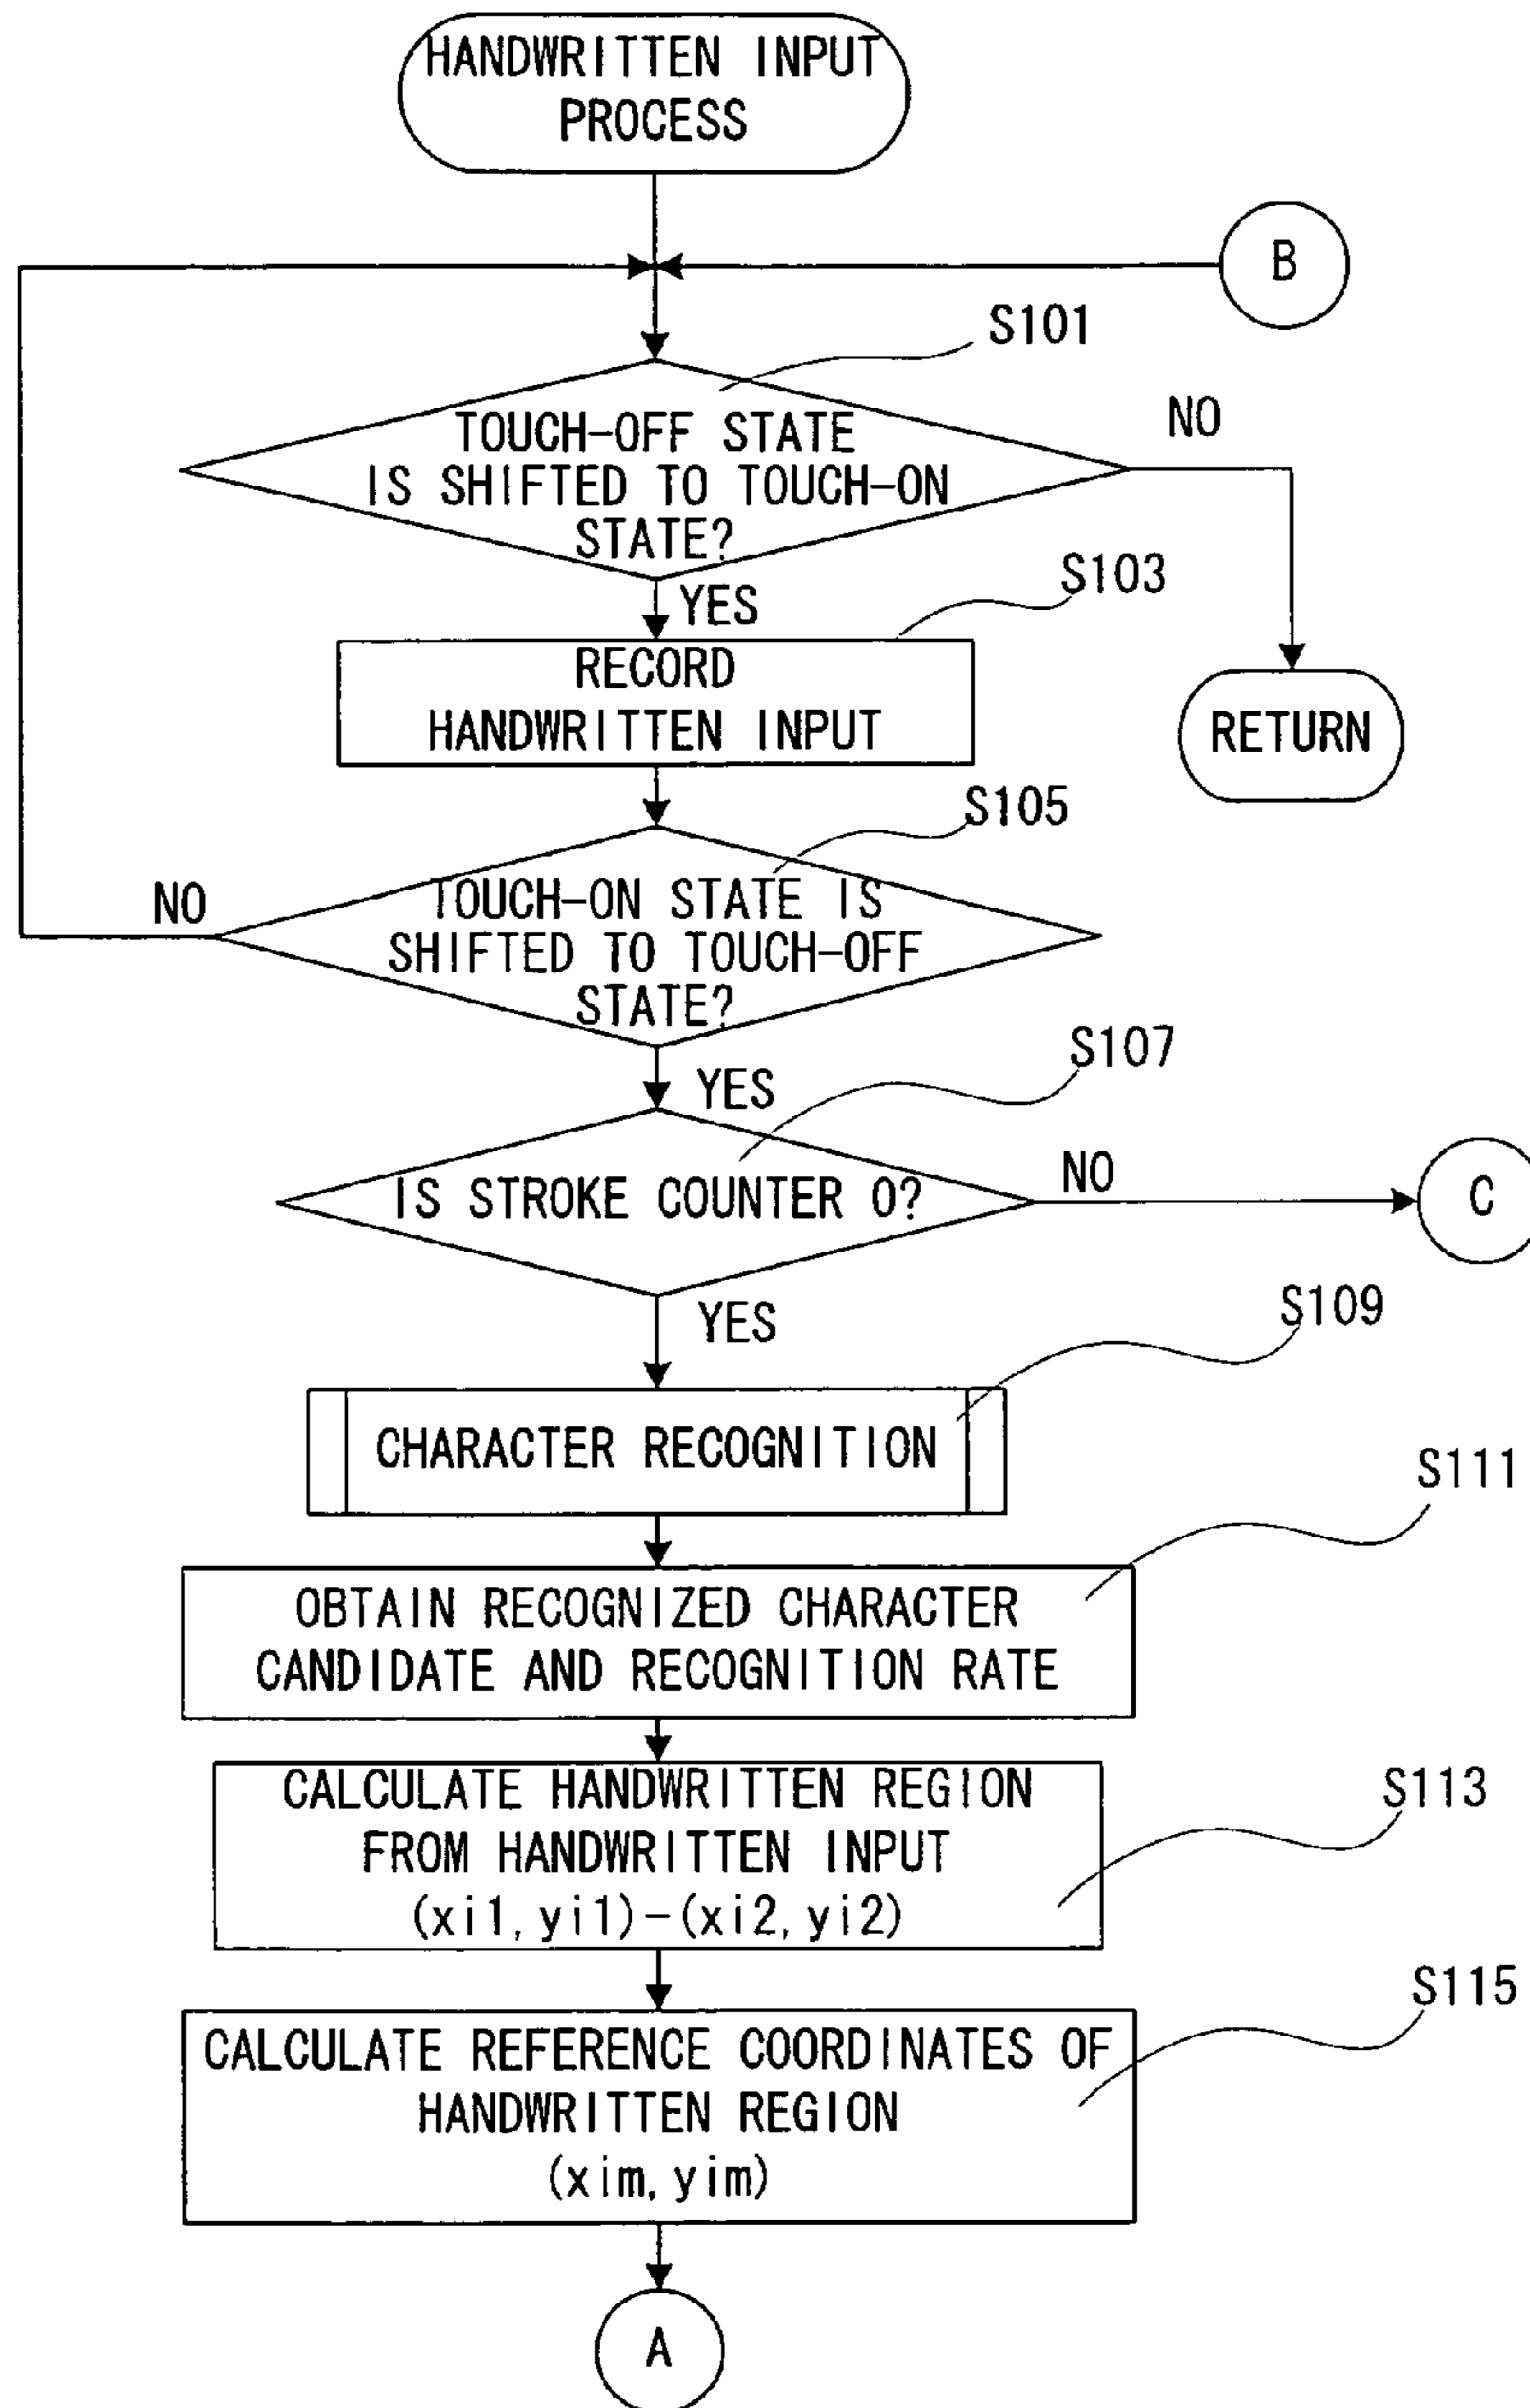 HANDWRITTEN INPUT
PROCESS
B
S101
TOUCH-OFF STATE
IS SHIFTED TO TOUCH-ON
STATE?
NO
YES
S103
RECORD
HANDWRITTEN INPUT
RETURN
S105
TOUCH-ON STATE IS
SHIFTED TO TOUCH-OFF
STATE?
NO
YES
S107
IS STROKE COUNTER 0?
NO
C
YES
S109
CHARACTER RECOGNITION
S111
OBTAIN RECOGNIZED CHARACTER
CANDIDATE AND RECOGNITION RATE
S113
CALCULATE HANDWRITTEN REGION
FROM HANDWRITTEN INPUT
(xi1, yi1)-(xi2, yi2)
S115
CALCULATE REFERENCE COORDINATES OF
HANDWRITTEN REGION
(xim, yim)
A